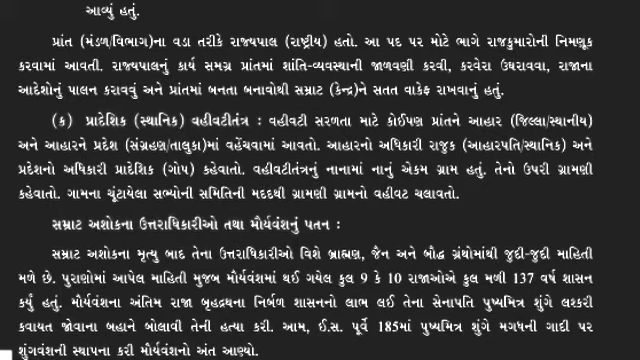 આવ્યું હતું.
પ્રાંત (મંડળ/વિભાગ)ના વડા તરીકે રાજ્યપાલ (રાષ્ટ્રીય) હતો. આ પદ પર મોટે ભાગે રાજકુમારોની નિમણૂક
કરવામાં આવતી. રાજ્યપાલનું કાર્ય સમગ્ર પ્રાંતમાં શાંતિ-વ્યવસ્થાની જાળવણી કરવી, કરવેરા ઉઘરાવવા, રાજાના
આદેશોનું પાલન કરાવવું અને પ્રાંતમાં બનતા બનાવોથી સમ્રાટ (કેન્દ્ર)ને સતત વાકેફ રાખવાનું હતું.
(ક) પ્રાદેશિક (સ્થાનિક) વહીવટીતંત્ર : વહીવટી સરળતા માટે કોઈપણ પ્રાંતને આહાર (જિલ્લા/સ્થાનીય)
અને આહારને પ્રદેશ (સંગ્રહણ/તાલુકા)માં વહેંચવામાં આવતો. આહારનો અધિકારી રાજુક (આહારપતિ/સ્થાનિક) અને
પ્રદેશનો અધિકારી પ્રાદેશિક (ગોપ) કહેવાતો. વહીવટીતંત્રનું નાનામાં નાનું એકમ ગ્રામ હતું. તેનો ઉપરી ગ્રામણી
કહેવાતો. ગામના ચૂંટાયેલા સભ્યોની સમિતિની મદદથી ગ્રામણી ગ્રામનો વહીવટ ચલાવતો.
સમ્રાટ અશોકના ઉત્તરાધિકારીઓ તથા મૌર્યવંશનું પતન :
સમ્રાટ અશોકના મૃત્યુ બાદ તેના ઉત્તરાધિકારીઓ વિશે બ્રાહ્મણ, જૈન અને બૌદ્ધ ગ્રંથોમાંથી જુદી-જુદી માહિતી
મળે છે. પુરાણોમાં આપેલ માહિતી મુજબ મૌર્યવંશમાં થઈ ગયેલ કુલ 9 કે 10 રાજાઓએ કુલ મળી 137 વર્ષ શાસન
કર્યું હતું. મૌર્યવંશના અંતિમ રાજા બૃહદ્રથના નિર્બળ શાસનનો લાભ લઈ તેના સેનાપતિ પુષ્યમિત્ર શુંગે લશ્કરી
કવાયત જોવાના બહાને બોલાવી તેની હત્યા કરી. આમ, ઈ.સ. પૂર્વે 185માં પુષ્યમિત્ર શુંગે મગધની ગાદી પર
શુંગવંશની સ્થાપના કરી મૌર્યવંશનો અંત આણ્યો.